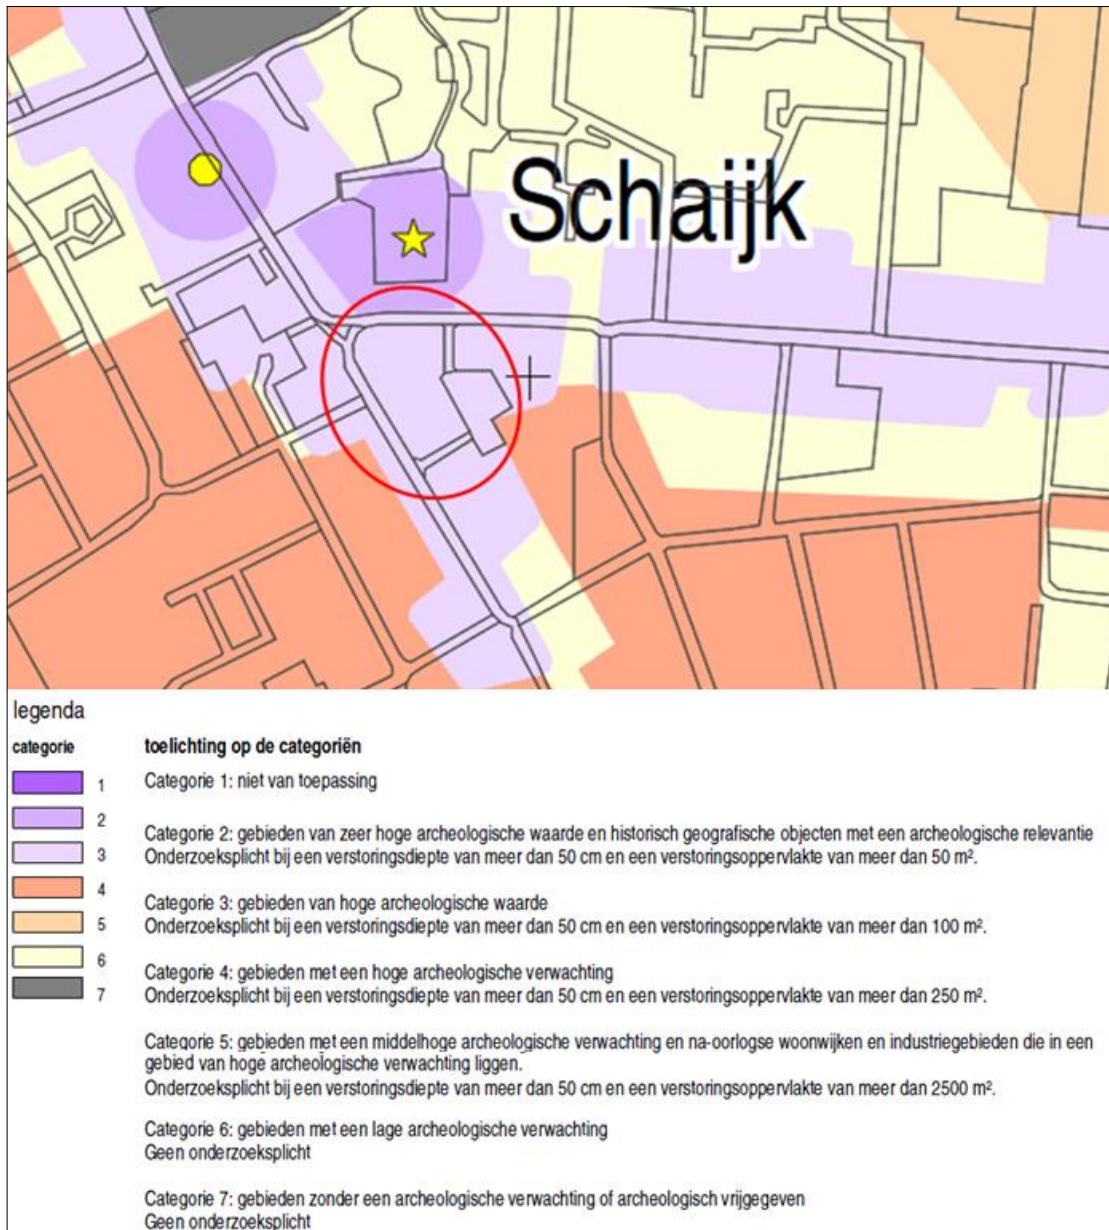 Schaijk
legenda
categorie toelichting op de categoriën
1 Categorie 1: niet van toepassing
2
Categorie 2: gebieden van zeer hoge archeologische waarde en historisch geografische objecten met een archeologische relevantie
3 Onderzoeksplicht bij een verstoringsdiepte van meer dan 50 cm en een verstoringsoppervlakte van meer dan 50 m².
4
Categorie 3: gebieden van hoge archeologische waarde
5 Onderzoeksplicht bij een verstoringsdiepte van meer dan 50 cm en een verstoringsoppervlakte van meer dan 100 m².
6
Categorie 4: gebieden met een hoge archeologische verwachting
7 Onderzoeksplicht bij een verstoringsdiepte van meer dan 50 cm en een verstoringsoppervlakte van meer dan 250 m².
Categorie 5: gebieden met een middelhoge archeologische verwachting en na-oorlogse woonwijken en industriegebieden die in een
gebied van hoge archeologische verwachting liggen.
Onderzoeksplicht bij een verstoringsdiepte van meer dan 50 cm en een verstoringsoppervlakte van meer dan 2500 m².
Categorie 6: gebieden met een lage archeologische verwachting
Geen onderzoeksplicht
Categorie 7: gebieden zonder een archeologische verwachting of archeologisch vrijgegeven
Geen onderzoeksplicht